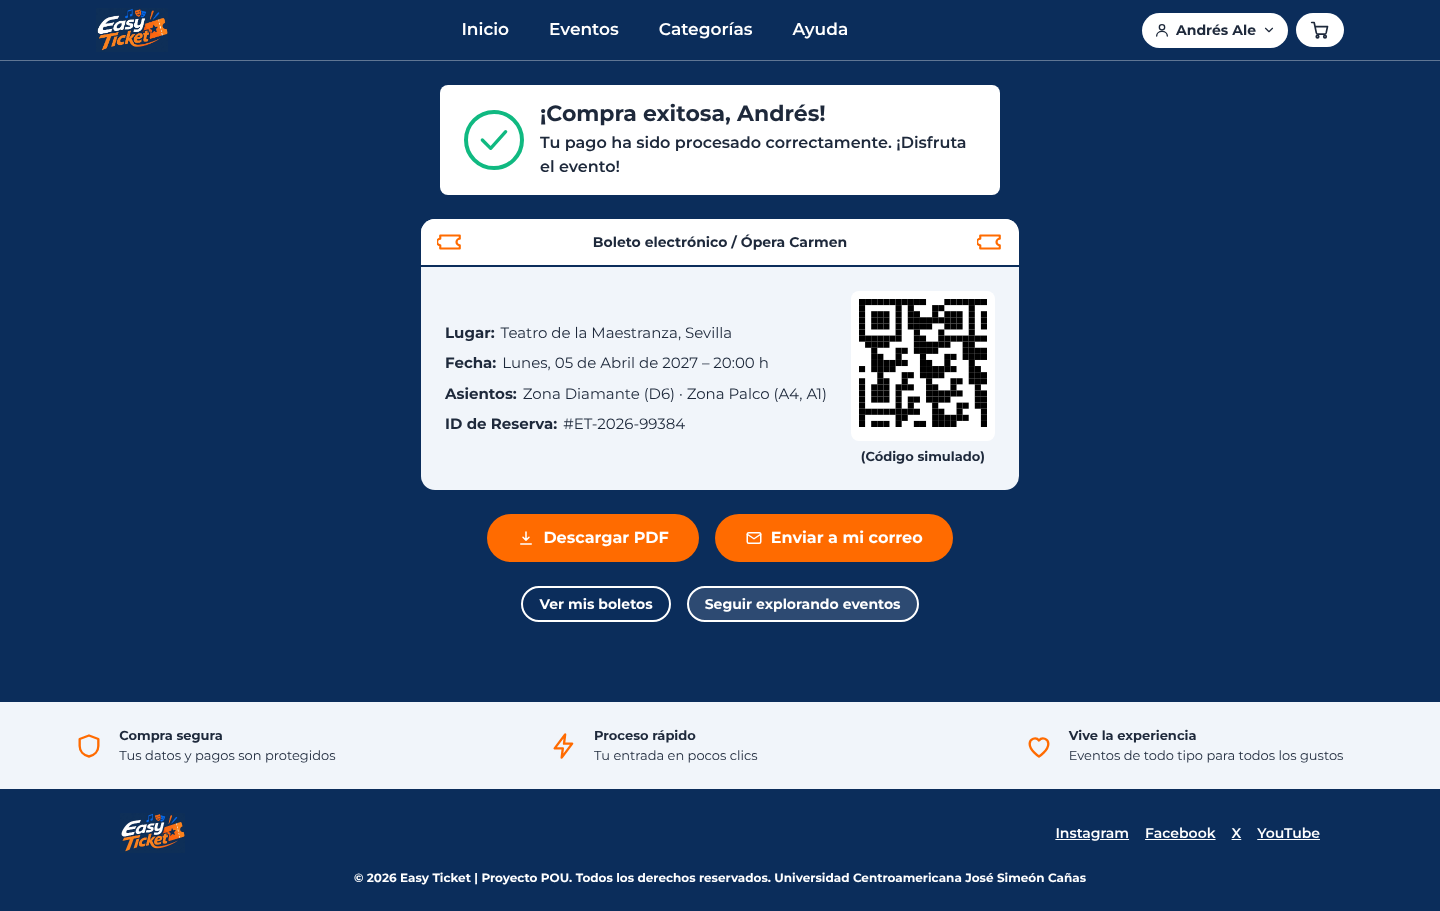 Easy Ticket
Inicio Eventos Categorías Ayuda
Andrés Ale
¡Compra exitosa, Andrés!
Tu pago ha sido procesado correctamente. ¡Disfruta
el evento!
Boleto electrónico / Ópera Carmen
Lugar: Teatro de la Maestranza, Sevilla
Fecha: Lunes, 05 de Abril de 2027 – 20:00 h
Asientos: Zona Diamante (D6) · Zona Palco (A4, A1)
ID de Reserva: #ET-2026-99384
(Código simulado)
Descargar PDF
Enviar a mi correo
Ver mis boletos
Seguir explorando eventos
Compra segura
Tus datos y pagos son protegidos
Proceso rápido
Tu entrada en pocos clics
Vive la experiencia
Eventos de todo tipo para todos los gustos
Easy Ticket
Instagram Facebook X YouTube
© 2026 Easy Ticket | Proyecto POU. Todos los derechos reservados. Universidad Centroamericana José Simeón Cañas